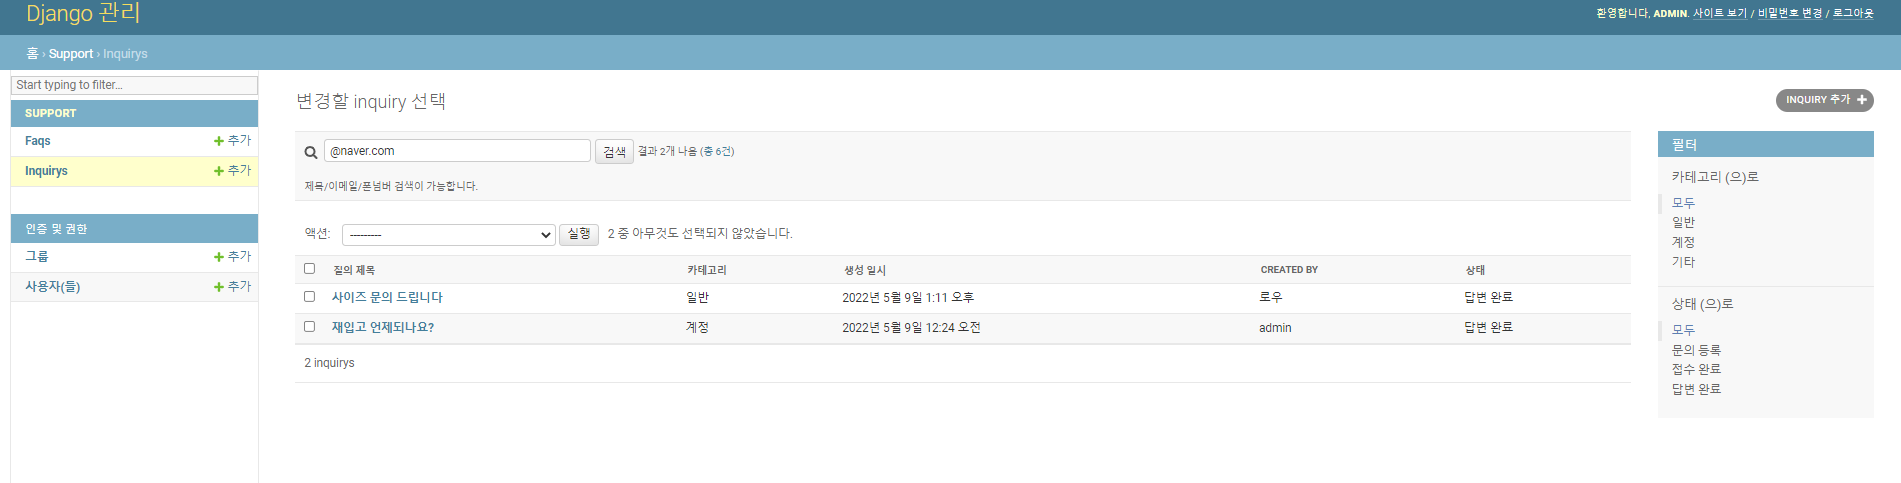 Django 관리
환영합니다, ADMIN. 사이트 보기 / 비밀번호 변경 / 로그아웃
홈 › Support › Inquirys
Start typing to filter...
SUPPORT
Faqs 추가
Inquirys 추가
인증 및 권한
그룹 추가
사용자(들) 추가
변경할 inquiry 선택
INQUIRY 추가
@naver.com 검색 결과 2개 나옴 (총 6건)
제목/이메일/폰넘버 검색이 가능합니다.
액션: --------- 실행 2 중 아무것도 선택되지 않았습니다.
질의 제목 카테고리 생성 일시 CREATED BY 상태
사이즈 문의 드립니다 일반 2022년 5월 9일 1:11 오후 로우 답변 완료
재입고 언제되나요? 계정 2022년 5월 9일 12:24 오전 admin 답변 완료
2 inquirys
필터
카테고리 (으)로
모두
일반
계정
기타
상태 (으)로
모두
문의 등록
접수 완료
답변 완료